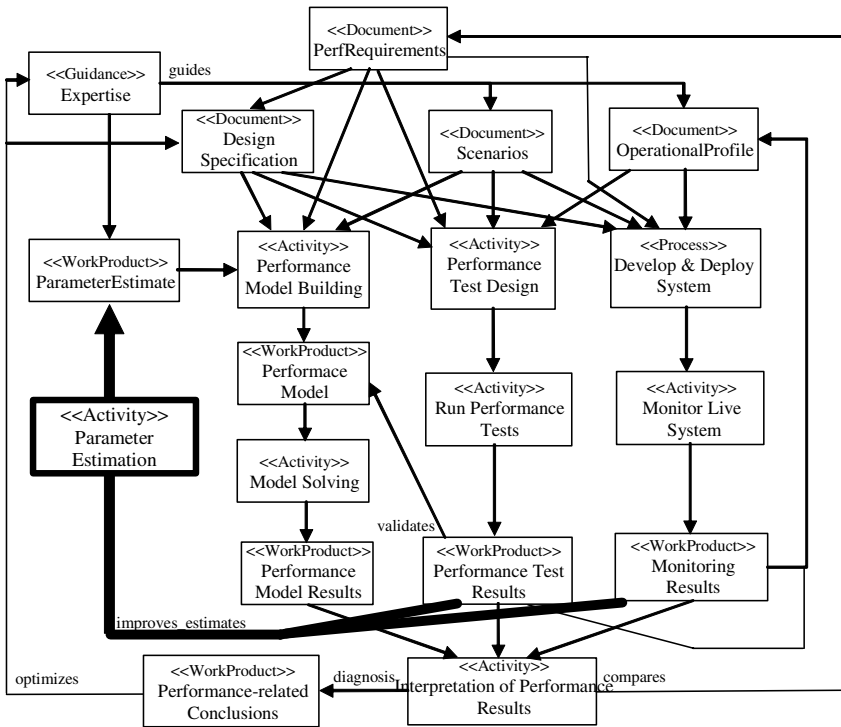 <<Document>>
PerfRequirements
<<Guidance>>
Expertise
guides
<<Document>>
Design
Specification
<<Document>>
Scenarios
<<Document>>
OperationalProfile
<<WorkProduct>>
ParameterEstimate
<<Activity>>
Performance
Model Building
<<Activity>>
Performance
Test Design
<<Process>>
Develop & Deploy
System
<<WorkProduct>>
Performace
Model
<<Activity>>
Run Performance
Tests
<<Activity>>
Monitor Live
System
<<Activity>>
Parameter
Estimation
<<Activity>>
Model Solving
validates
<<WorkProduct>>
Performance
Model Results
<<WorkProduct>>
Performance Test
Results
<<WorkProduct>>
Monitoring
Results
improves_estimates
optimizes
<<WorkProduct>>
Performance-related
Conclusions
diagnosis
<<Activity>>
Interpretation of Performance
Results
compares